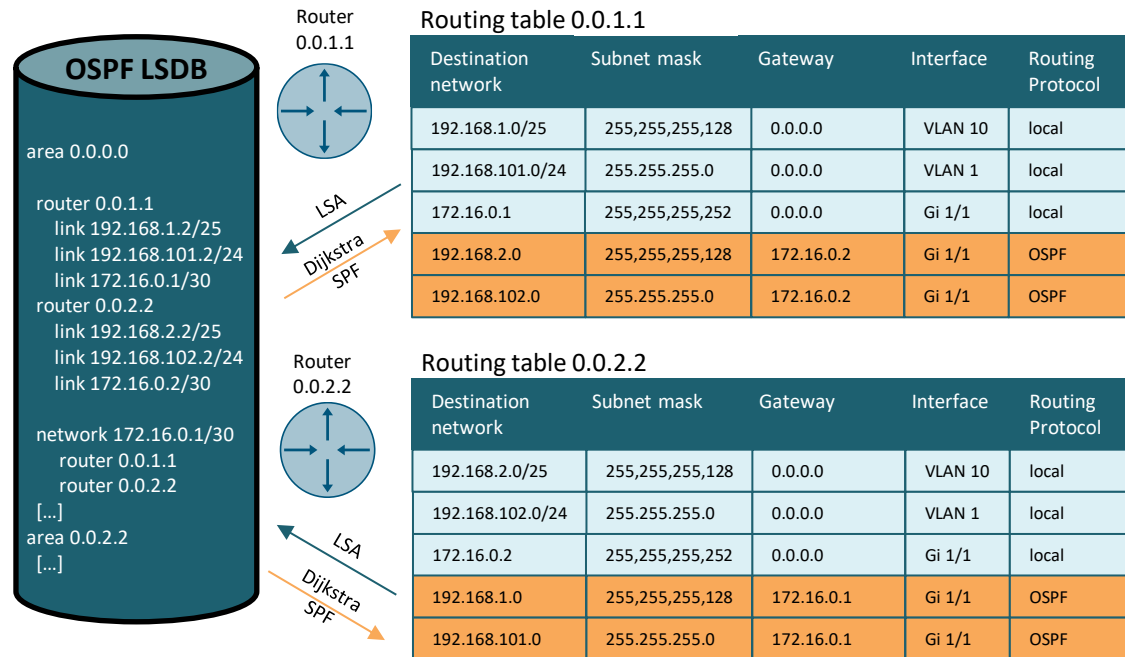 OSPF LSDB
area 0.0.0.0
router 0.0.1.1
link 192.168.1.2/25
link 192.168.101.2/24
link 172.16.0.1/30
router 0.0.2.2
link 192.168.2.2/25
link 192.168.102.2/24
link 172.16.0.2/30
network 172.16.0.1/30
router 0.0.1.1
router 0.0.2.2
[...]
area 0.0.2.2
[...]
Router
0.0.1.1
LSA
Dijkstra
SPF
Routing table 0.0.1.1
Destination network Subnet mask Gateway Interface Routing Protocol
192.168.1.0/25 255,255,255,128 0.0.0.0 VLAN 10 local
192.168.101.0/24 255.255.255.0 0.0.0.0 VLAN 1 local
172.16.0.1 255,255,255,252 0.0.0.0 Gi 1/1 local
192.168.2.0 255,255,255,128 172.16.0.2 Gi 1/1 OSPF
192.168.102.0 255.255.255.0 172.16.0.2 Gi 1/1 OSPF
Router
0.0.2.2
LSA
Dijkstra
SPF
Routing table 0.0.2.2
Destination network Subnet mask Gateway Interface Routing Protocol
192.168.2.0/25 255,255,255,128 0.0.0.0 VLAN 10 local
192.168.102.0/24 255.255.255.0 0.0.0.0 VLAN 1 local
172.16.0.2 255,255,255,252 0.0.0.0 Gi 1/1 local
192.168.1.0 255,255,255,128 172.16.0.1 Gi 1/1 OSPF
192.168.101.0 255.255.255.0 172.16.0.1 Gi 1/1 OSPF